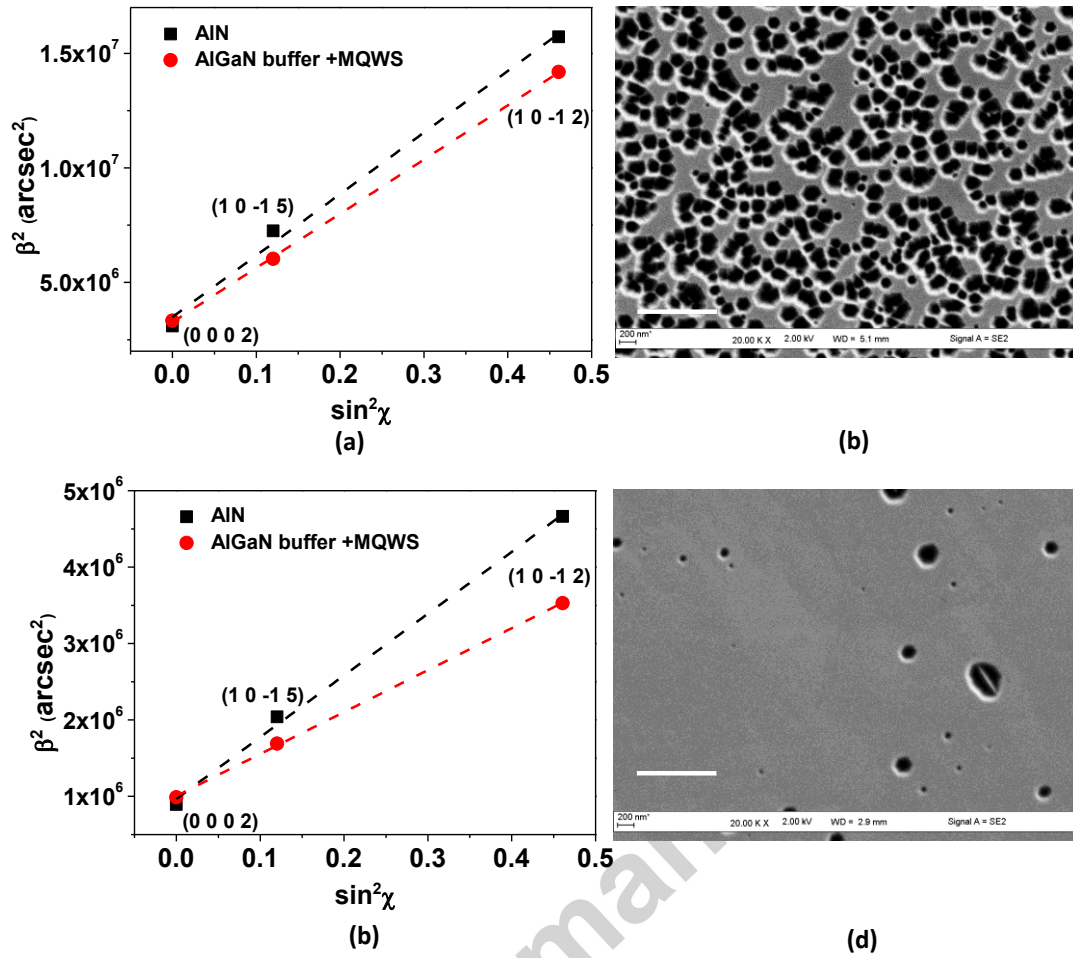 AlN
AlGaN buffer +MQWS
1.5x10⁷
1.0x10⁷
5.0x10⁶
β² (arcsec²)
(1 0 -1 2)
(1 0 -1 5)
(0 0 0 2)
0.0 0.1 0.2 0.3 0.4 0.5
sin²χ
(a)
200 nm*
20.00 K X 2.00 kV WD = 5.1 mm Signal A = SE2
(b)
AlN
AlGaN buffer +MQWS
5x10⁶
4x10⁶
3x10⁶
2x10⁶
1x10⁶
β² (arcsec²)
(1 0 -1 2)
(1 0 -1 5)
(0 0 0 2)
0.0 0.1 0.2 0.3 0.4 0.5
sin²χ
(b)
200 nm*
20.00 K X 2.00 kV WD = 2.9 mm Signal A = SE2
(d)